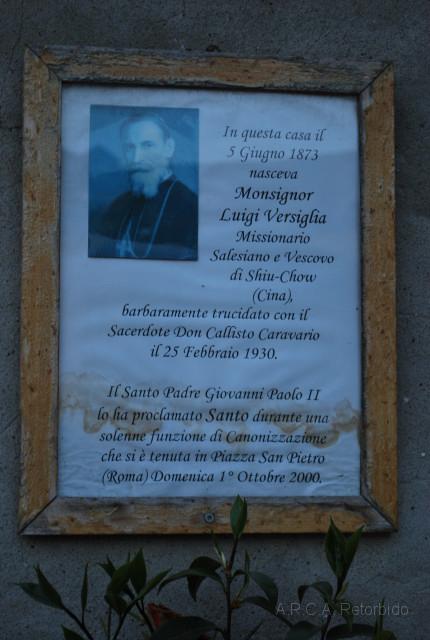 In questa casa il
5 Giugno 1873
nasceva
Monsignor
Luigi Versiglia
Missionario
Salesiano e Vescovo
di Shiu-Chow
(Cina),
barbaramente trucidato con il
Sacerdote Don Callisto Caravario
il 25 Febbraio 1930.
Il Santo Padre Giovanni Paolo II
lo ha proclamato Santo durante una
solenne funzione di Canonizzazione
che si è tenuta in Piazza San Pietro
(Roma) Domenica 1° Ottobre 2000.
A.R.C.A. Retorbido